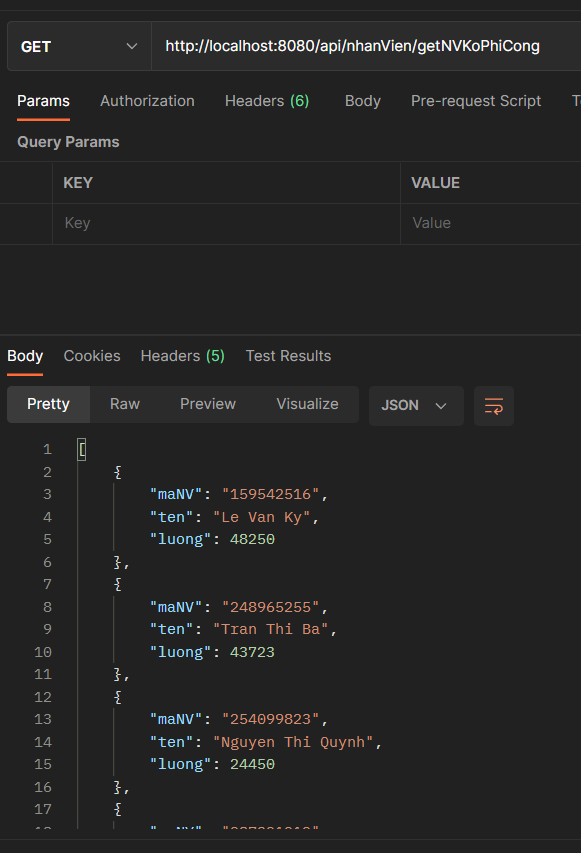 GET http://localhost:8080/api/nhanVien/getNVKoPhiCong
Params Authorization Headers (6) Body Pre-request Script
Query Params
KEY VALUE
Key Value
Body Cookies Headers (5) Test Results
Pretty Raw Preview Visualize JSON
1 [
2 {
3 "maNV": "159542516",
4 "ten": "Le Van Ky",
5 "luong": 48250
6 },
7 {
8 "maNV": "248965255",
9 "ten": "Tran Thi Ba",
10 "luong": 43723
11 },
12 {
13 "maNV": "254099823",
14 "ten": "Nguyen Thi Quynh",
15 "luong": 24450
16 },
17 {